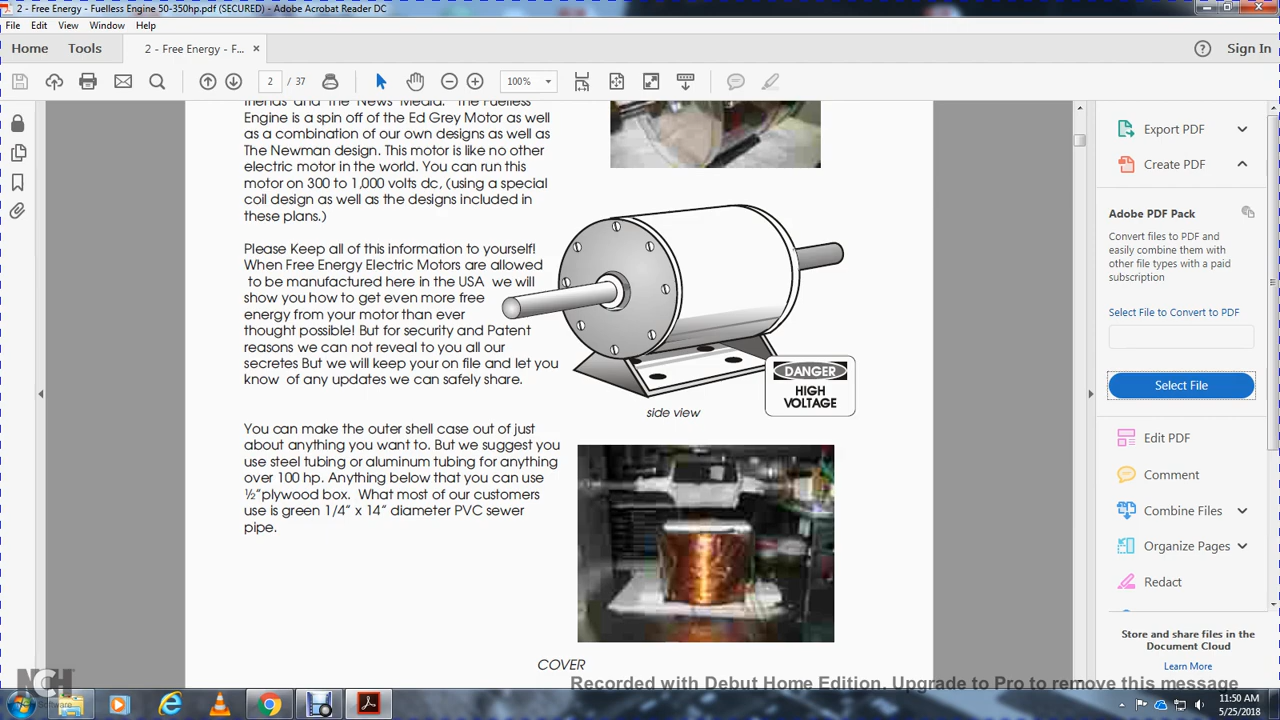 2 - Free Energy - Fuelless Engine 50-350hp.pdf (SECURED) - Adobe Acrobat Reader DC
File Edit View Window Help
Home Tools 2 - Free Energy - F... × Sign In
2 / 37 100%
friends and The News Media. The Fuelless
Engine is a spin off of the Ed Grey Motor as well
as a combination of our own designs as well as
The Newman design. This motor is like no other
electric motor in the world. You can run this
motor on 300 to 1,000 volts dc, (using a special
coil design as well as the designs included in
these plans.)
Please Keep all of this information to yourself!
When Free Energy Electric Motors are allowed
to be manufactured here in the USA we will
show you how to get even more free
energy from your motor than ever
thought possible! But for security and Patent
reasons we can not reveal to you all our
secretes But we will keep your on file and let you
know of any updates we can safely share.
DANGER
HIGH
VOLTAGE
side view
You can make the outer shell case out of just
about anything you want to. But we suggest you
use steel tubing or aluminum tubing for anything
over 100 hp. Anything below that you can use
½"plywood box. What most of our customers
use is green 1/4" x 14" diameter PVC sewer
pipe.
COVER
Export PDF
Create PDF
Adobe PDF Pack
Convert files to PDF and
easily combine them with
other file types with a paid
subscription
Select File to Convert to PDF
Select File
Edit PDF
Comment
Combine Files
Organize Pages
Redact
Store and share files in the
Document Cloud
Learn More
NCH
Software
Recorded with Debut Home Edition. Upgrade to Pro to remove this message
11:50 AM
5/25/2018